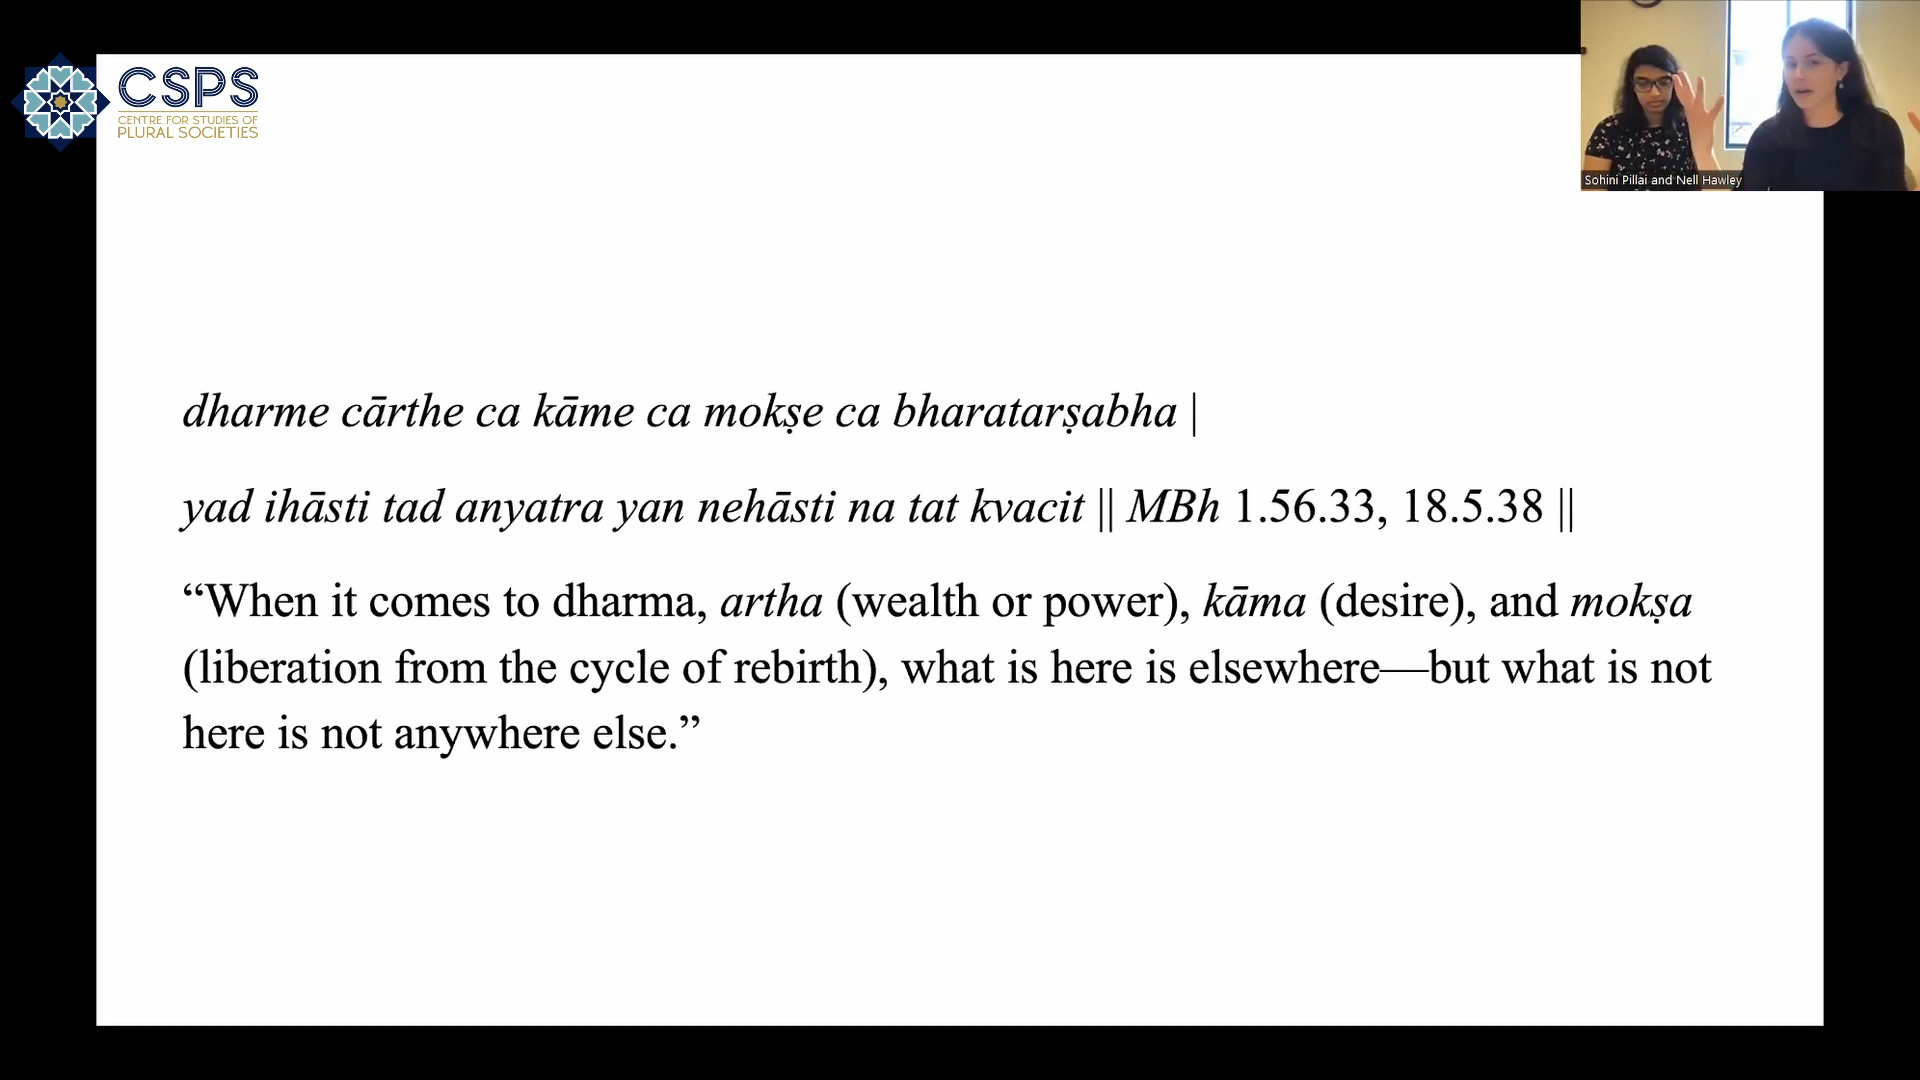 CSPS
CENTRE FOR STUDIES OF
PLURAL SOCIETIES
Sohini Pillai and Nell Hawley
dharme cārthe ca kāme ca mokṣe ca bharatarṣabha |
yad ihāsti tad anyatra yan nehāsti na tat kvacit || MBh 1.56.33, 18.5.38 ||
“When it comes to dharma, artha (wealth or power), kāma (desire), and mokṣa
(liberation from the cycle of rebirth), what is here is elsewhere—but what is not
here is not anywhere else.”